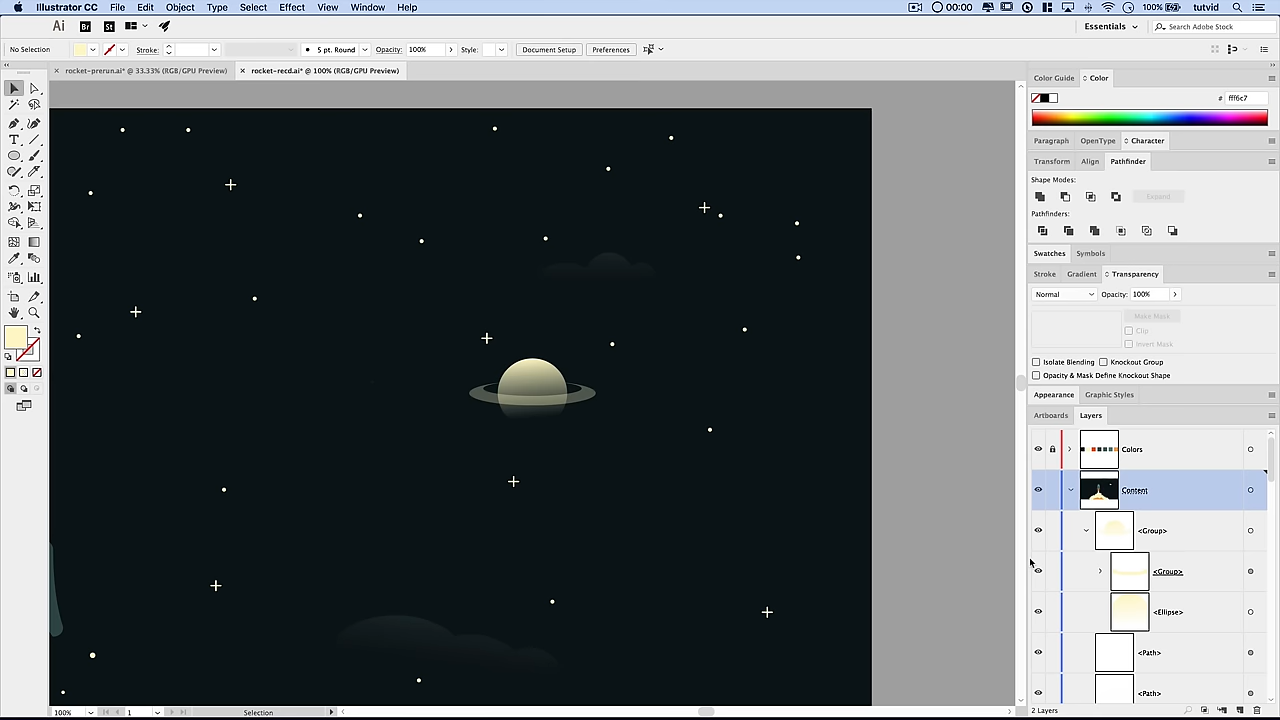 Illustrator CC File Edit Object Type Select Effect View Window Help 00:00 100% tutvid
Ai Br St Essentials Search Adobe Stock
No Selection Stroke: 5 pt. Round Opacity: 100% Style: Document Setup Preferences
× rocket-prerun.ai* @ 33.33% (RGB/GPU Preview) × rocket-recd.ai* @ 100% (RGB/GPU Preview)
Color Guide Color
# fff6c7
Paragraph OpenType Character
Transform Align Pathfinder
Shape Modes:
Expand
Pathfinders:
Swatches Symbols
Stroke Gradient Transparency
Normal Opacity: 100%
Make Mask
Clip
Invert Mask
Isolate Blending Knockout Group
Opacity & Mask Define Knockout Shape
Appearance Graphic Styles
Artboards Layers
Colors
Content
<Group>
<Group>
<Ellipse>
<Path>
<Path>
100% 1 Selection 2 Layers